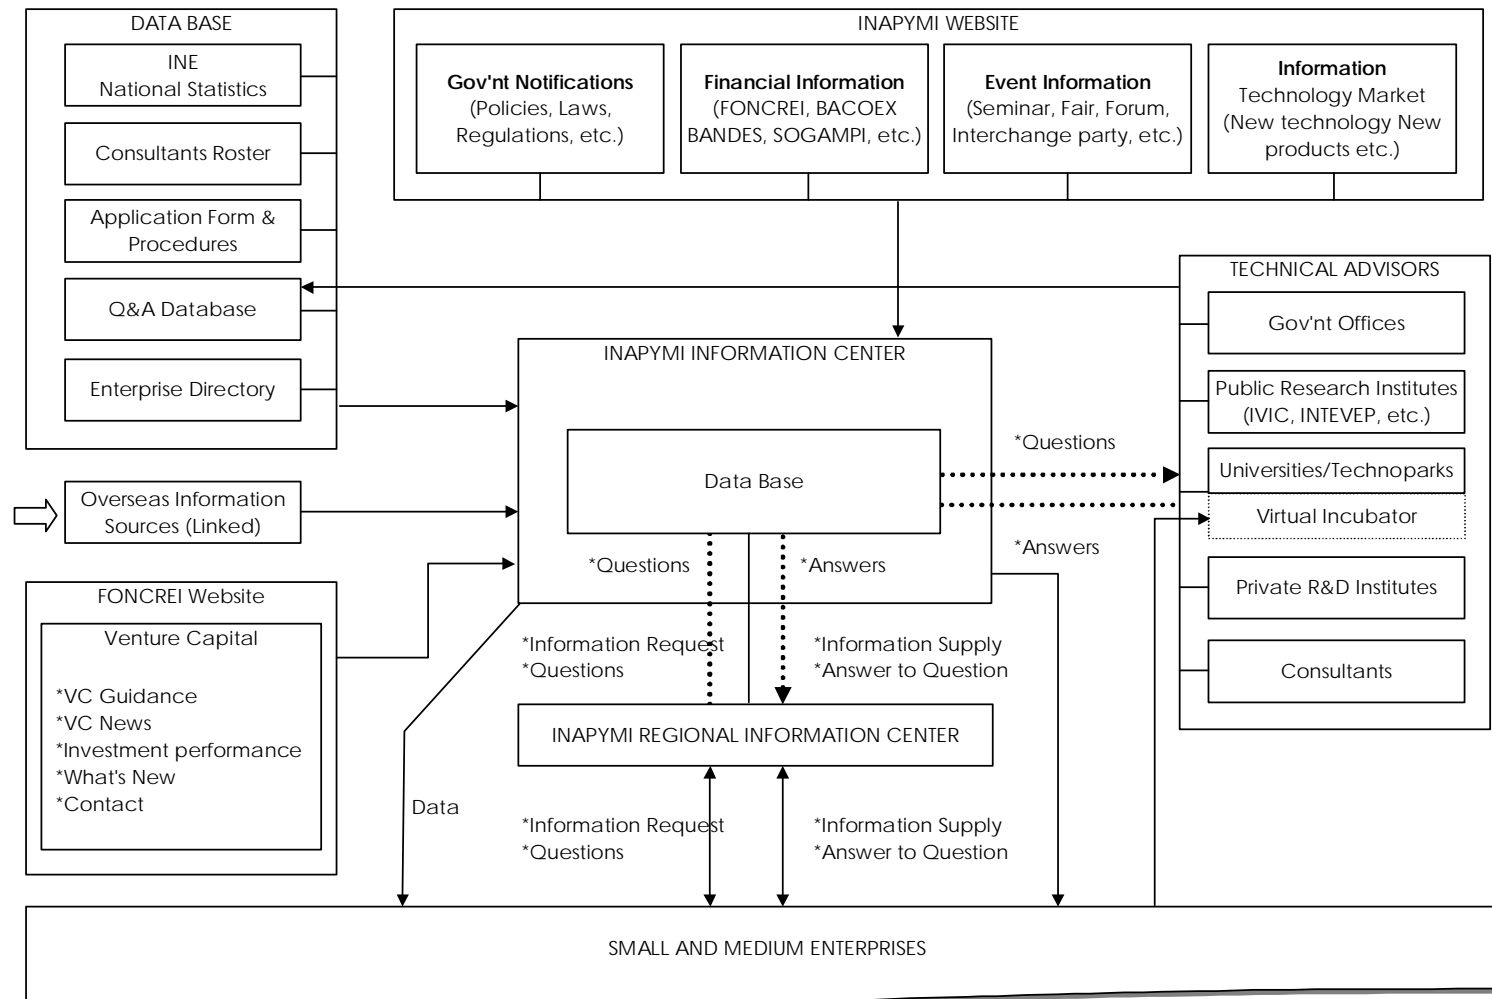 DATA BASE
INE
National Statistics
Consultants Roster
Application Form &
Procedures
Q&A Database
Enterprise Directory
INAPYMI WEBSITE
Gov'nt Notifications
(Policies, Laws,
Regulations, etc.)
Financial Information
(FONCREI, BACOEX
BANDES, SOGAMPI, etc.)
Event Information
(Seminar, Fair, Forum,
Interchange party, etc.)
Information
Technology Market
(New technology New
products etc.)
TECHNICAL ADVISORS
Gov'nt Offices
Public Research Institutes
(IVIC, INTEVEP, etc.)
Universities/Technoparks
Virtual Incubator
Private R&D Institutes
Consultants
INAPYMI INFORMATION CENTER
Data Base
*Questions
*Answers
*Questions
*Answers
Overseas Information
Sources (Linked)
FONCREI Website
Venture Capital
*VC Guidance
*VC News
*Investment performance
*What's New
*Contact
*Information Request
*Questions
*Information Supply
*Answer to Question
INAPYMI REGIONAL INFORMATION CENTER
Data
*Information Request
*Questions
*Information Supply
*Answer to Question
SMALL AND MEDIUM ENTERPRISES